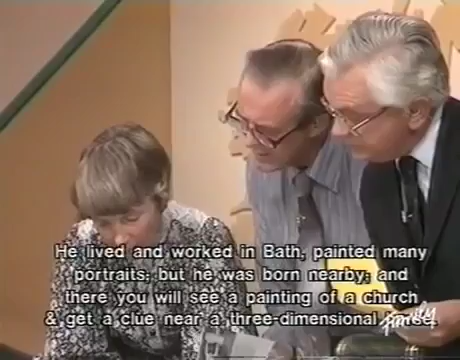 He lived and worked in Bath, painted many
portraits; but he was born nearby; and
there you will see a painting of a church
& get a clue near a three-dimensional
family